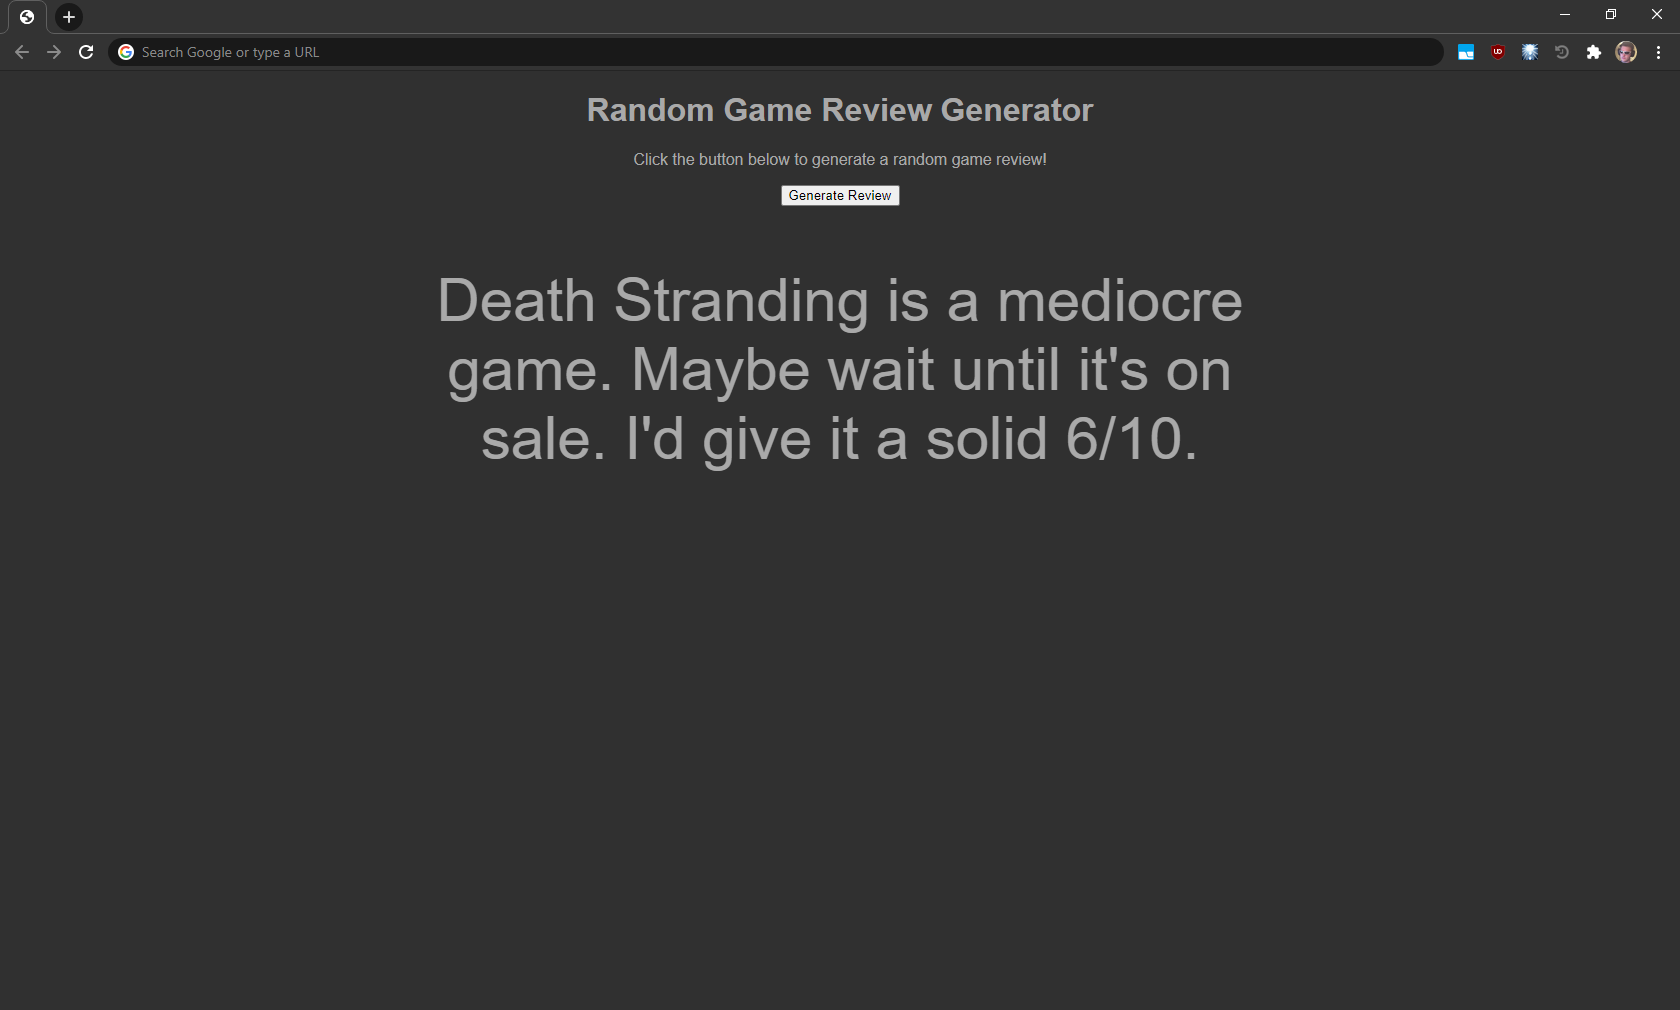 Search Google or type a URL
Random Game Review Generator
Click the button below to generate a random game review!
Generate Review
Death Stranding is a mediocre
game. Maybe wait until it's on
sale. I'd give it a solid 6/10.